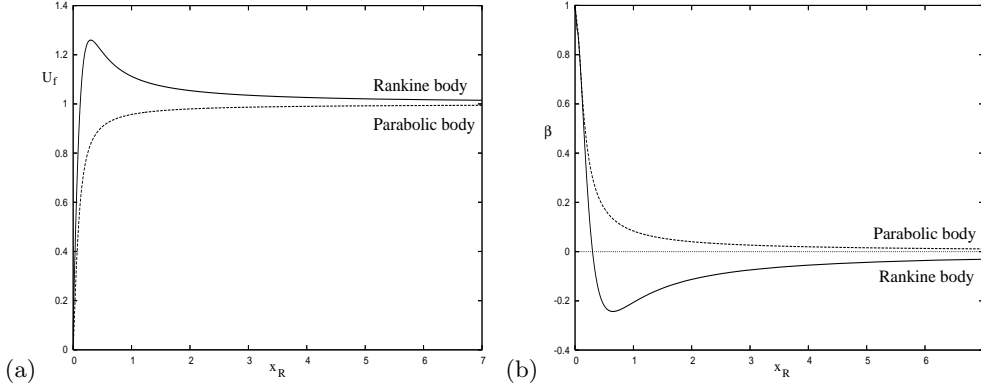 1.4
1.2
U_f
1
0.8
0.6
0.4
0.2
0
Rankine body
Parabolic body
0 1 2 3 4 5 6 7
x_R
(a)
1
0.8
0.6
β
0.4
0.2
0
-0.2
-0.4
Parabolic body
Rankine body
0 1 2 3 4 5 6
x_R
(b)